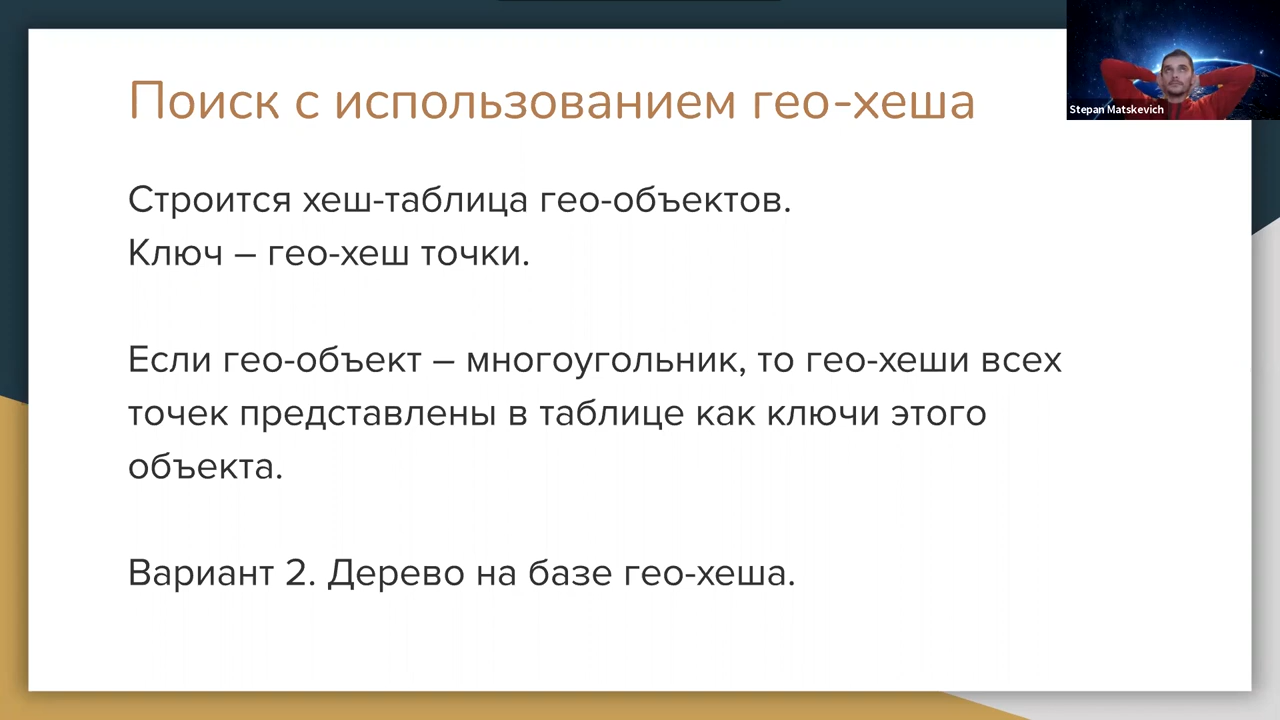 Поиск с использованием гео-хеша
Stepan Matskevich
Строится хеш-таблица гео-объектов.
Ключ – гео-хеш точки.
Если гео-объект – многоугольник, то гео-хеши всех
точек представлены в таблице как ключи этого
объекта.
Вариант 2. Дерево на базе гео-хеша.